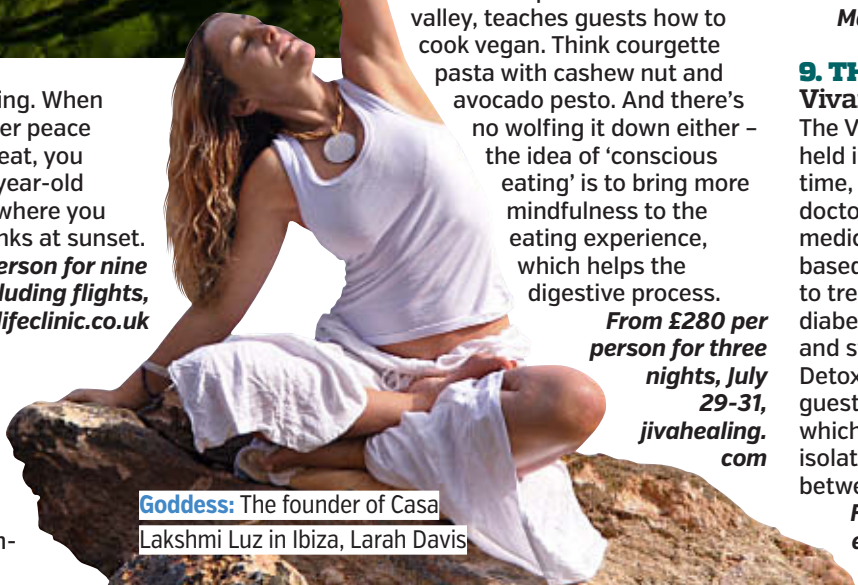 ing. When
er peace
eat, you
year-old
where you
nks at sunset.
erson for nine
luding flights,
lifeclinic.co.uk
n-
valley, teaches guests how to
cook vegan. Think courgette
pasta with cashew nut and
avocado pesto. And there's
no wolfing it down either –
the idea of 'conscious
eating' is to bring more
mindfulness to the
eating experience,
which helps the
digestive process.
From £280 per
person for three
nights, July
29-31,
jivahealing.
com
Goddess: The founder of Casa
Lakshmi Luz in Ibiza, Larah Davis
9. TH
Viva
The V
held i
time,
docto
medic
based
to tre
diabe
and s
Detox
guest
which
isolat
betwe